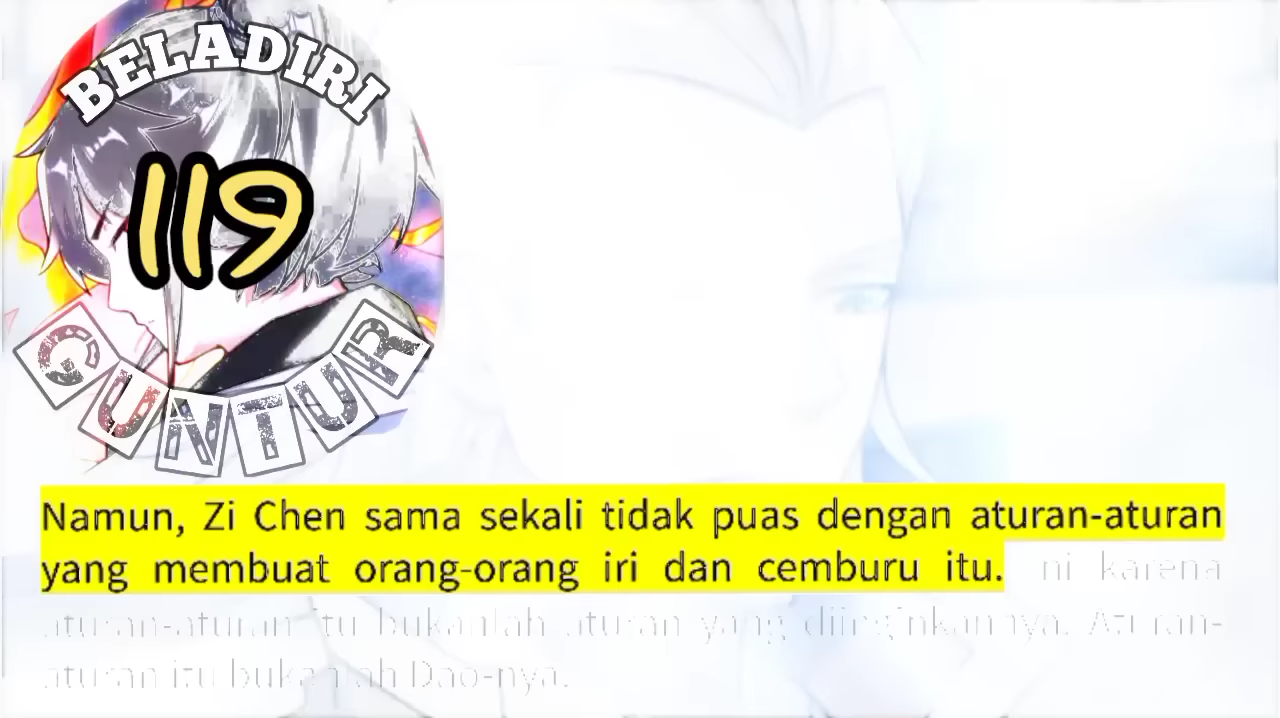 BELADIRI
119
GUNTUR
Namun, Zi Chen sama sekali tidak puas dengan aturan-aturan
yang membuat orang-orang iri dan cemburu itu. ni karena
aturan-aturan itu bukanlah aturan yang diinginkannya. Aturan-
aturan itu bukanlah Dao-nya.